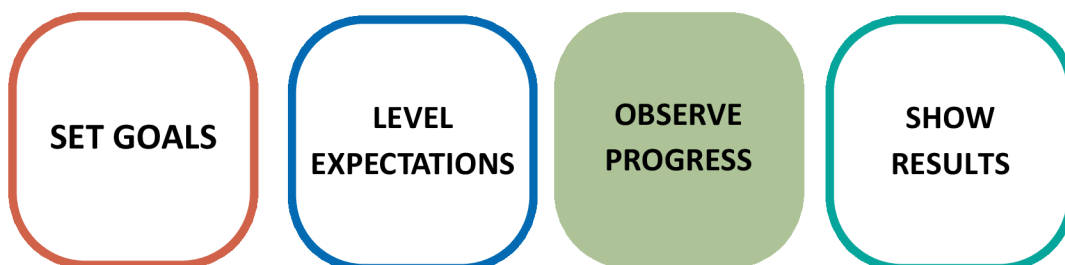 SET GOALS
LEVEL
EXPECTATIONS
OBSERVE
PROGRESS
SHOW
RESULTS